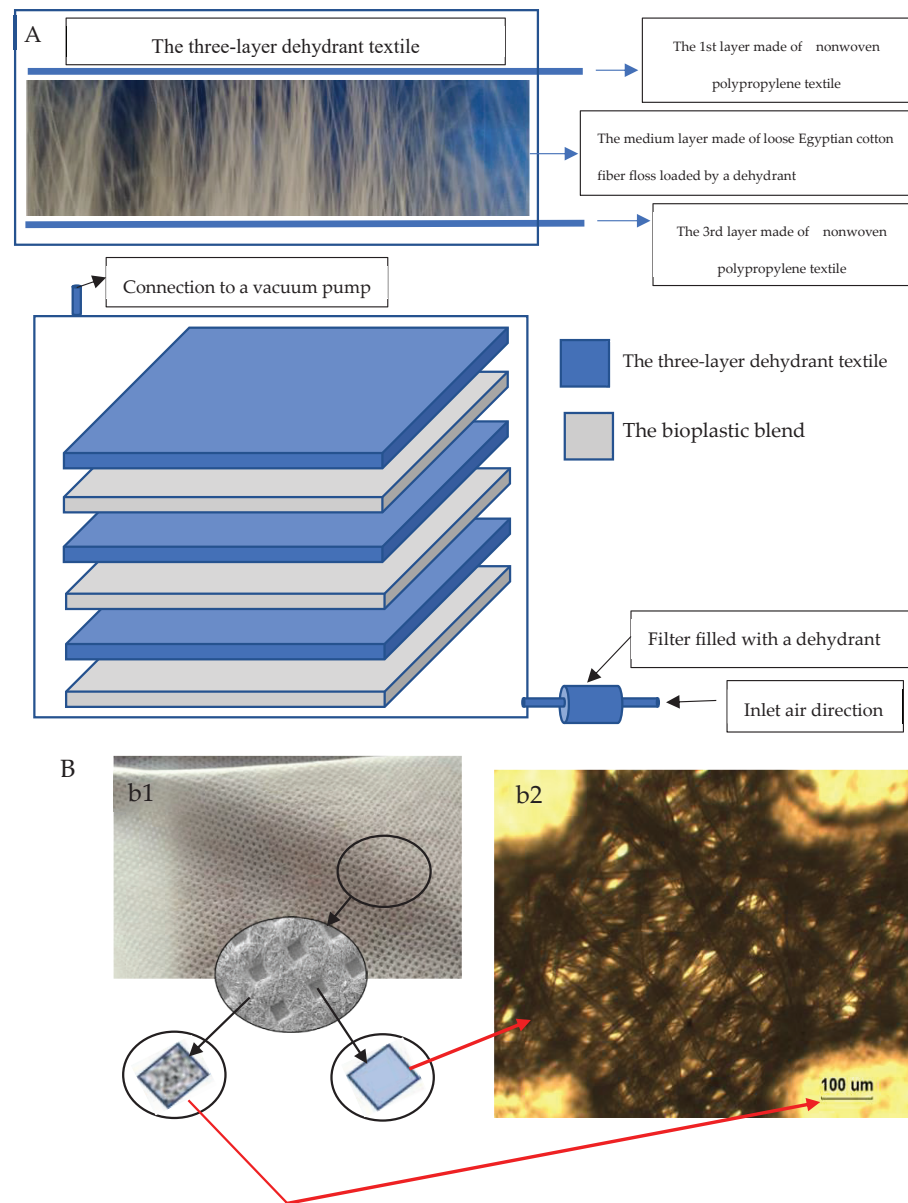 A
The three-layer dehydrant textile
The 1st layer made of nonwoven
polypropylene textile
The medium layer made of loose Egyptian cotton
fiber floss loaded by a dehydrant
The 3rd layer made of nonwoven
polypropylene textile
Connection to a vacuum pump
The three-layer dehydrant textile
The bioplastic blend
Filter filled with a dehydrant
Inlet air direction
B
b1
b2
100 um